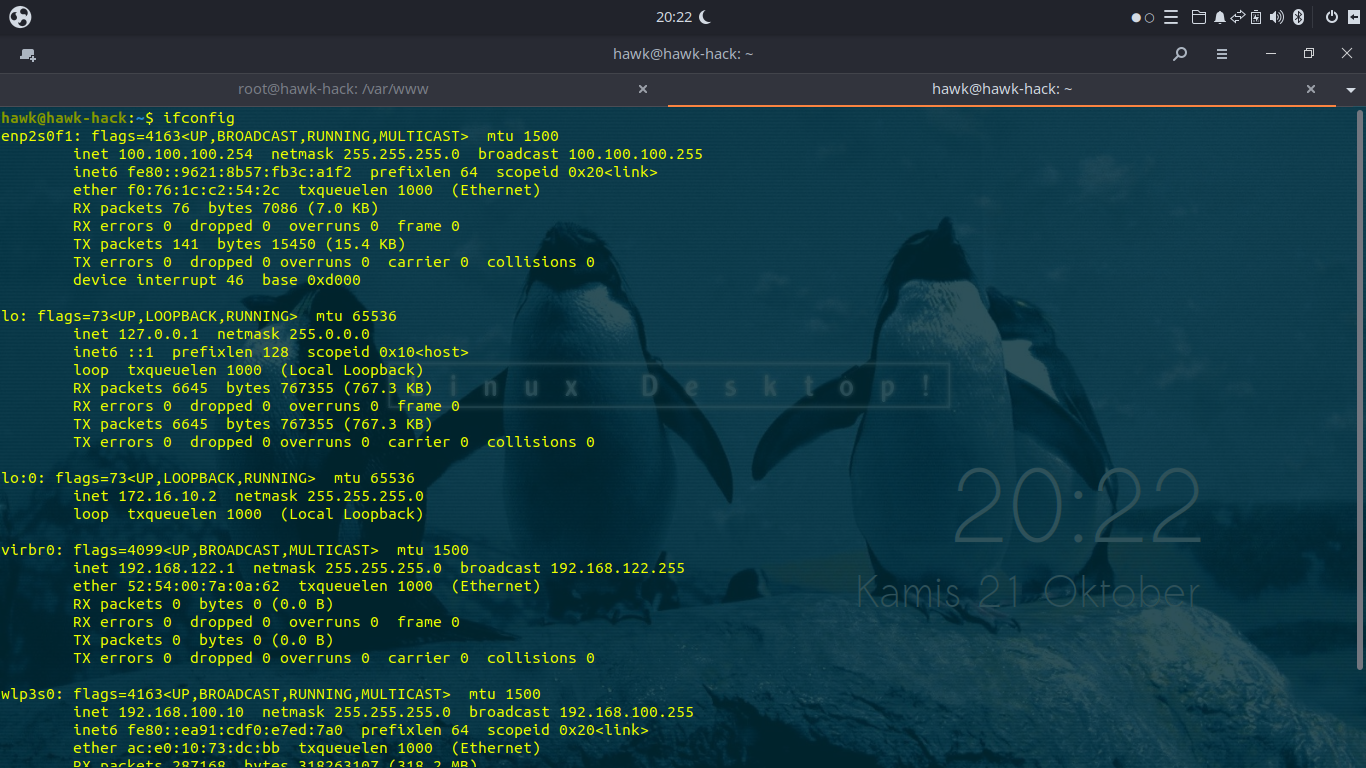 20:22
hawk@hawk-hack: ~
root@hawk-hack: /var/www
hawk@hawk-hack: ~
hawk@hawk-hack:~$ ifconfig
enp2s0f1: flags=4163<UP,BROADCAST,RUNNING,MULTICAST>  mtu 1500
        inet 100.100.100.254  netmask 255.255.255.0  broadcast 100.100.100.255
        inet6 fe80::9621:8b57:fb3c:a1f2  prefixlen 64  scopeid 0x20<link>
        ether f0:76:1c:c2:54:2c  txqueuelen 1000  (Ethernet)
        RX packets 76  bytes 7086 (7.0 KB)
        RX errors 0  dropped 0  overruns 0  frame 0
        TX packets 141  bytes 15450 (15.4 KB)
        TX errors 0  dropped 0 overruns 0  carrier 0  collisions 0
        device interrupt 46  base 0xd000
lo: flags=73<UP,LOOPBACK,RUNNING>  mtu 65536
        inet 127.0.0.1  netmask 255.0.0.0
        inet6 ::1  prefixlen 128  scopeid 0x10<host>
        loop  txqueuelen 1000  (Local Loopback)
        RX packets 6645  bytes 767355 (767.3 KB)
        RX errors 0  dropped 0  overruns 0  frame 0
        TX packets 6645  bytes 767355 (767.3 KB)
        TX errors 0  dropped 0 overruns 0  carrier 0  collisions 0
lo:0: flags=73<UP,LOOPBACK,RUNNING>  mtu 65536
        inet 172.16.10.2  netmask 255.255.255.0
        loop  txqueuelen 1000  (Local Loopback)
virbr0: flags=4099<UP,BROADCAST,MULTICAST>  mtu 1500
        inet 192.168.122.1  netmask 255.255.255.0  broadcast 192.168.122.255
        ether 52:54:00:7a:0a:62  txqueuelen 1000  (Ethernet)
        RX packets 0  bytes 0 (0.0 B)
        RX errors 0  dropped 0  overruns 0  frame 0
        TX packets 0  bytes 0 (0.0 B)
        TX errors 0  dropped 0 overruns 0  carrier 0  collisions 0
wlp3s0: flags=4163<UP,BROADCAST,RUNNING,MULTICAST>  mtu 1500
        inet 192.168.100.10  netmask 255.255.255.0  broadcast 192.168.100.255
        inet6 fe80::ea91:cdf0:e7ed:7a0  prefixlen 64  scopeid 0x20<link>
        ether ac:e0:10:73:dc:bb  txqueuelen 1000  (Ethernet)
        RX packets 287168  bytes 318263107 (318.2 MB)
Linux Desktop!
20:22
Kamis 21 Oktober